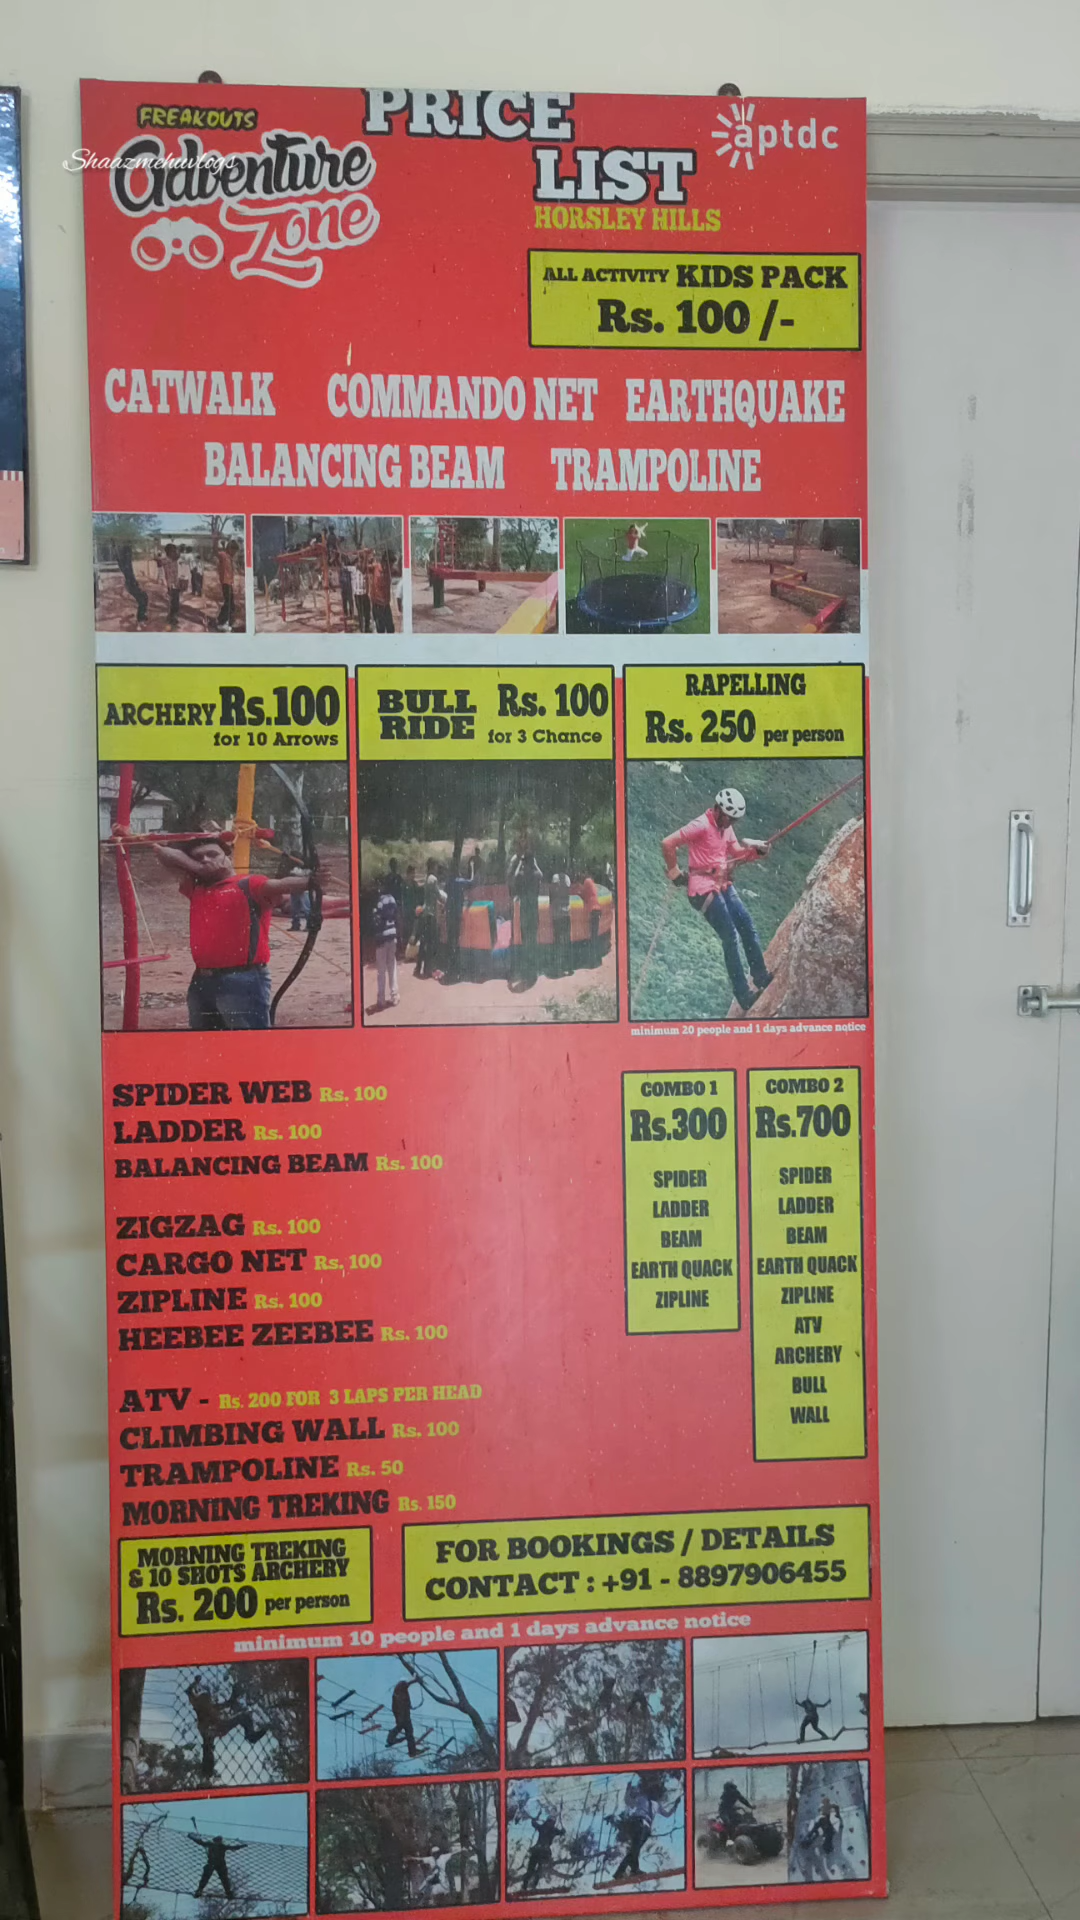 FREAKOUTS
Adventure
Zone
Shaazmehuvlogs
PRICE
LIST
HORSLEY HILLS
aptdc
ALL ACTIVITY KIDS PACK
Rs. 100 /-
CATWALK COMMANDO NET EARTHQUAKE
BALANCING BEAM TRAMPOLINE
ARCHERY Rs.100
for 10 Arrows
BULL RIDE Rs. 100
for 3 Chance
RAPELLING
Rs. 250 per person
minimum 20 people and 1 days advance notice
SPIDER WEB Rs. 100
LADDER Rs. 100
BALANCING BEAM Rs. 100
ZIGZAG Rs. 100
CARGO NET Rs. 100
ZIPLINE Rs. 100
HEEBEE ZEEBEE Rs. 100
ATV - Rs. 200 FOR 3 LAPS PER HEAD
CLIMBING WALL Rs. 100
TRAMPOLINE Rs. 50
MORNING TREKING Rs. 150
COMBO 1
Rs.300
SPIDER
LADDER
BEAM
EARTH QUACK
ZIPLINE
COMBO 2
Rs.700
SPIDER
LADDER
BEAM
EARTH QUACK
ZIPLINE
ATV
ARCHERY
BULL
WALL
MORNING TREKING
& 10 SHOTS ARCHERY
Rs. 200 per person
FOR BOOKINGS / DETAILS
CONTACT : +91 - 8897906455
minimum 10 people and 1 days advance notice